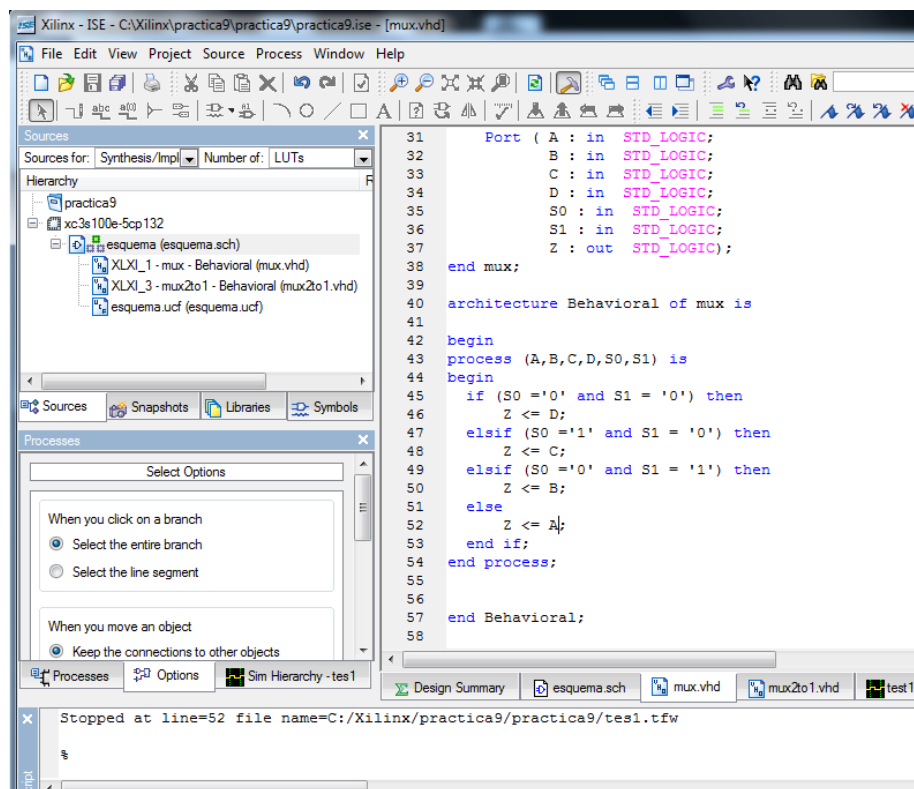 Xilinx - ISE - C:\Xilinx\practica9\practica9\practica9.ise - [mux.vhd]
File Edit View Project Source Process Window Help
Sources
Sources for: Synthesis/Impl Number of: LUTs
Hierarchy
practica9
xc3s100e-5cp132
esquema (esquema.sch)
XLXI_1 - mux - Behavioral (mux.vhd)
XLXI_3 - mux2to1 - Behavioral (mux2to1.vhd)
esquema.ucf (esquema.ucf)
Sources Snapshots Libraries Symbols
Processes
Select Options
When you click on a branch
Select the entire branch
Select the line segment
When you move an object
Keep the connections to other objects
Processes Options Sim Hierarchy - tes1
31 Port ( A : in STD_LOGIC;
32 B : in STD_LOGIC;
33 C : in STD_LOGIC;
34 D : in STD_LOGIC;
35 S0 : in STD_LOGIC;
36 S1 : in STD_LOGIC;
37 Z : out STD_LOGIC);
38 end mux;
39
40 architecture Behavioral of mux is
41
42 begin
43 process (A,B,C,D,S0,S1) is
44 begin
45 if (S0 ='0' and S1 = '0') then
46 Z <= D;
47 elsif (S0 ='1' and S1 = '0') then
48 Z <= C;
49 elsif (S0 ='0' and S1 = '1') then
50 Z <= B;
51 else
52 Z <= A;
53 end if;
54 end process;
55
56
57 end Behavioral;
58
Design Summary esquema.sch mux.vhd mux2to1.vhd test1
Stopped at line=52 file name=C:/Xilinx/practica9/practica9/tes1.tfw
%